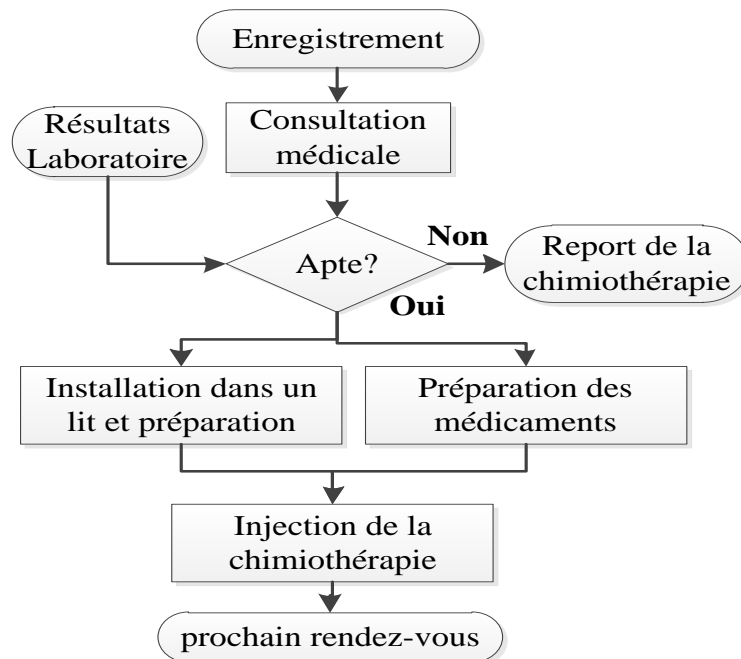 Enregistrement
Résultats
Laboratoire
Consultation
médicale
Apte?
Non
Report de la
chimiothérapie
Oui
Installation dans un
lit et préparation
Préparation des
médicaments
Injection de la
chimiothérapie
prochain rendez-vous